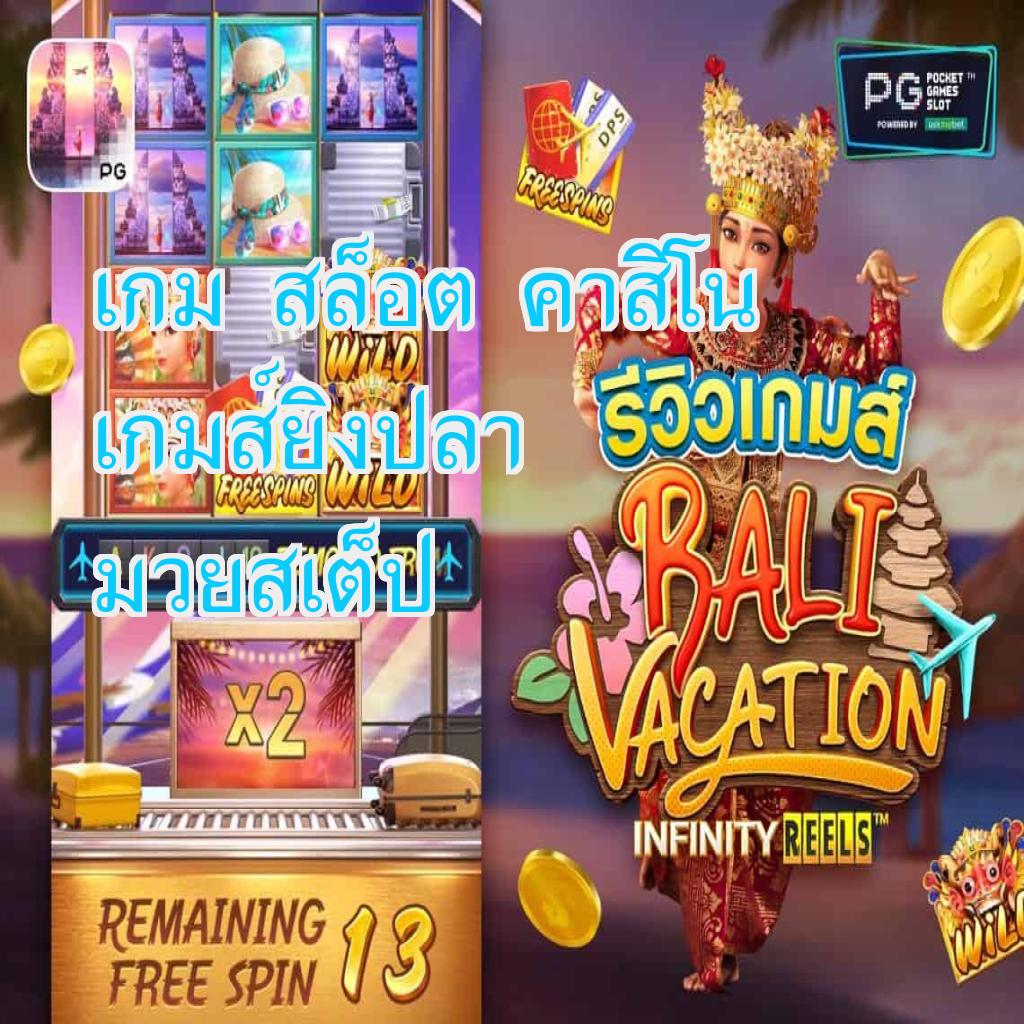 PG
PG POCKET GAMES SLOT™
POWERED BY askmebet
DPS
FREESPINS
เกม สล็อต คาสิโน
WILD
รีวิวเกมส์
เกมส์ยิงปลา
FREESPINS
WILD
BALI
มวยสเต็ป
VACATION
x2
INFINITY REELS™
WILD
REMAINING
FREE SPIN
13